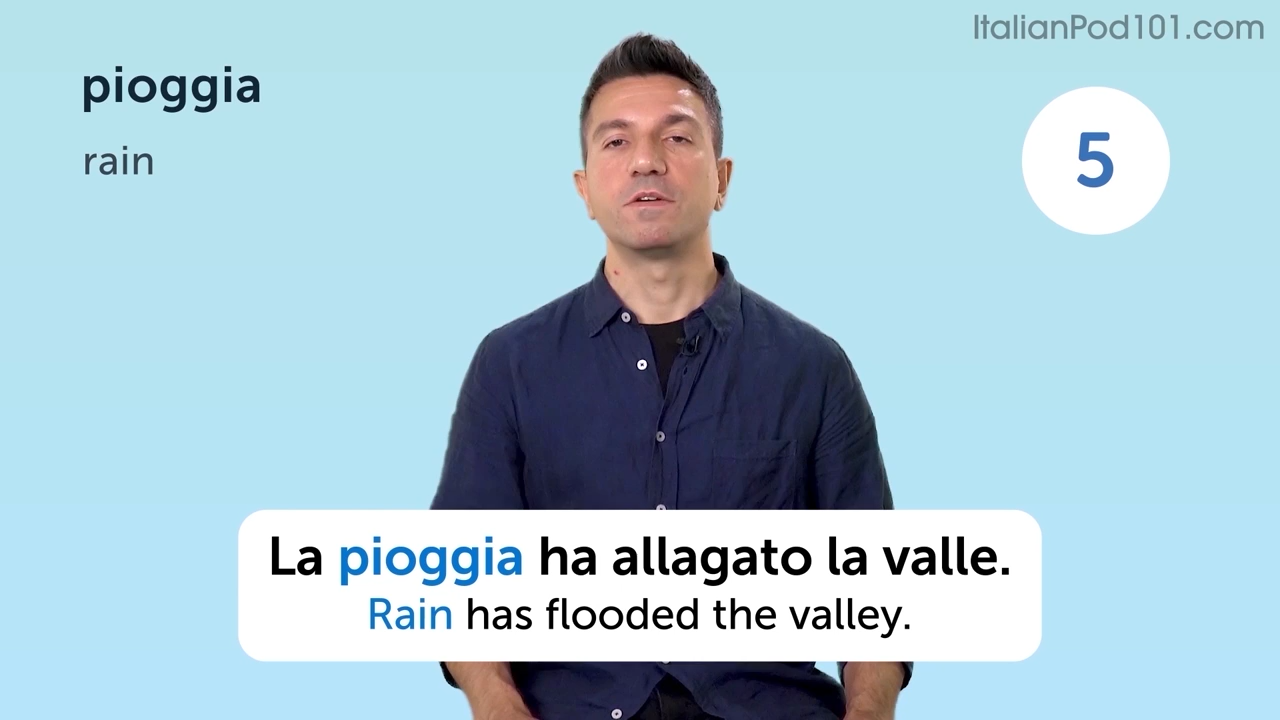 ItalianPod101.com
pioggia
rain
5
La pioggia ha allagato la valle.
Rain has flooded the valley.